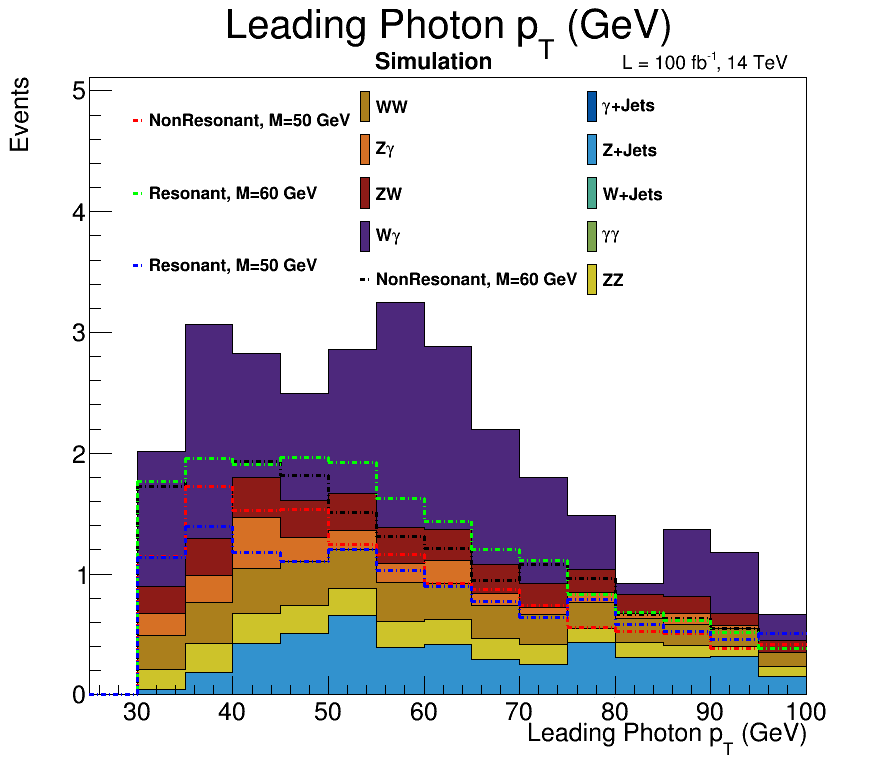 Leading Photon pT (GeV)
Simulation
L = 100 fb-1, 14 TeV
Events
NonResonant, M=50 GeV
Resonant, M=60 GeV
Resonant, M=50 GeV
WW
Zγ
ZW
Wγ
NonResonant, M=60 GeV
γ+Jets
Z+Jets
W+Jets
γγ
ZZ
5
4
3
2
1
0
30 40 50 60 70 80 90 100
Leading Photon pT (GeV)